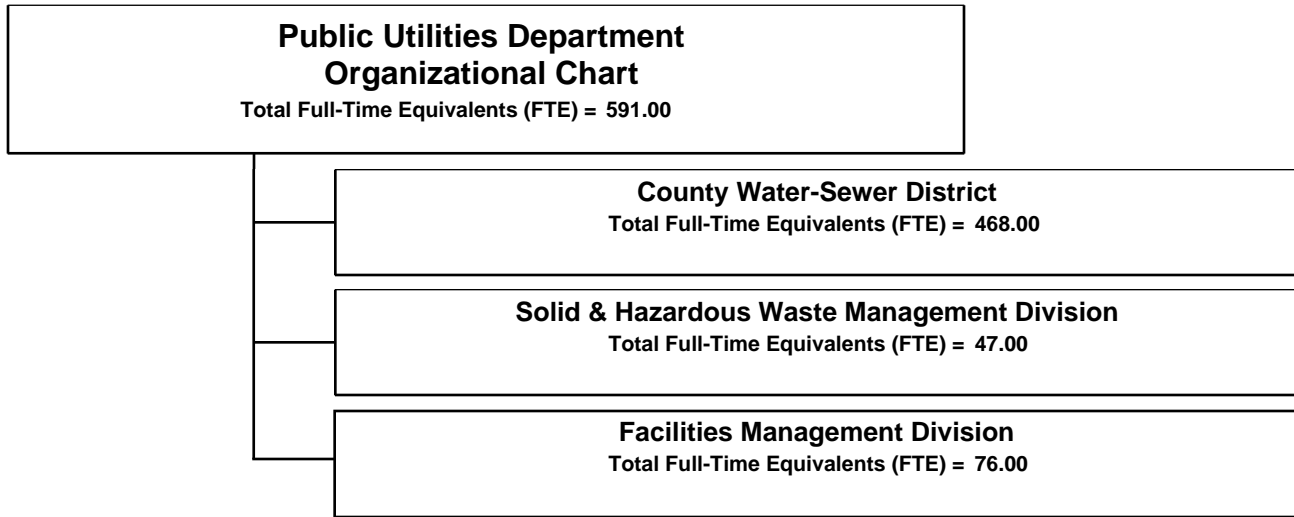 Public Utilities Department
Organizational Chart
Total Full-Time Equivalents (FTE) = 591.00
County Water-Sewer District
Total Full-Time Equivalents (FTE) = 468.00
Solid & Hazardous Waste Management Division
Total Full-Time Equivalents (FTE) = 47.00
Facilities Management Division
Total Full-Time Equivalents (FTE) = 76.00